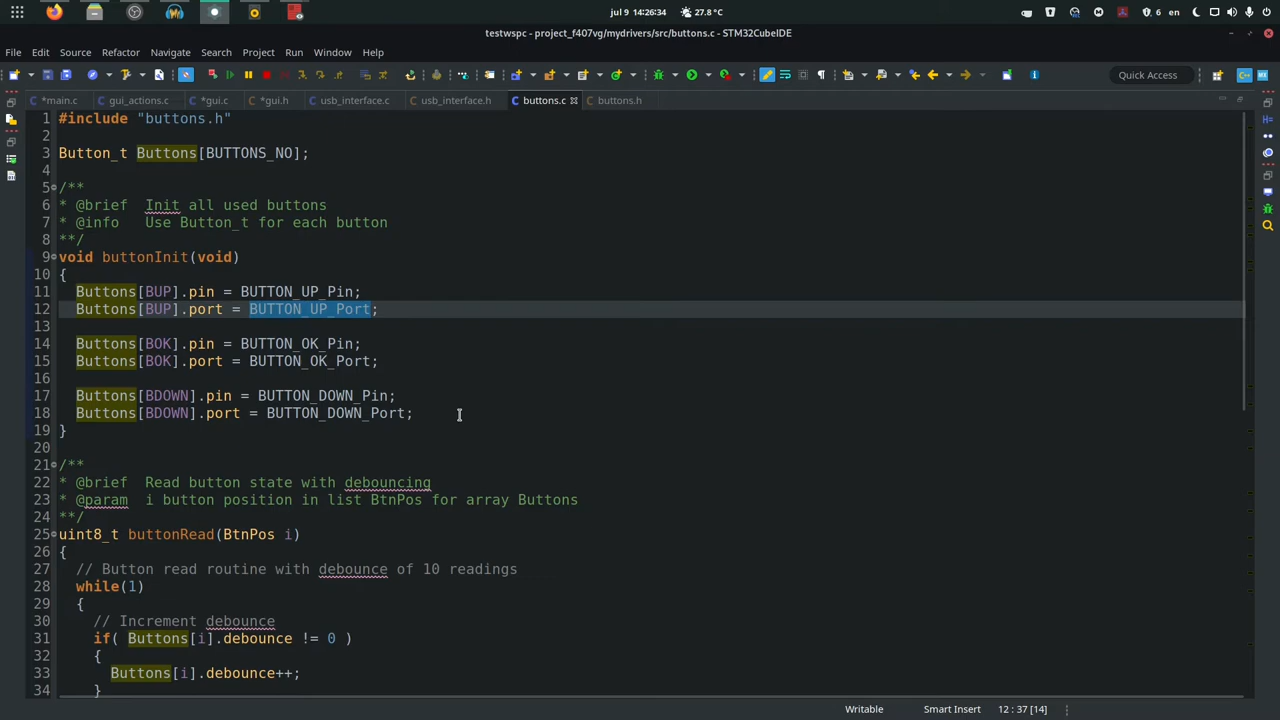 jul 9 14:26:34
27.8 °C
6
en
testwspc - project_f407vg/mydrivers/src/buttons.c - STM32CubeIDE
File Edit Source Refactor Navigate Search Project Run Window Help
Quick Access
*main.c gui_actions.c *gui.c *gui.h usb_interface.c usb_interface.h buttons.c buttons.h
1 #include "buttons.h"
2
3 Button_t Buttons[BUTTONS_NO];
4
5 /**
6 * @brief  Init all used buttons
7 * @info   Use Button_t for each button
8 **/
9 void buttonInit(void)
10 {
11   Buttons[BUP].pin = BUTTON_UP_Pin;
12   Buttons[BUP].port = BUTTON_UP_Port;
13
14   Buttons[BOK].pin = BUTTON_OK_Pin;
15   Buttons[BOK].port = BUTTON_OK_Port;
16
17   Buttons[BDOWN].pin = BUTTON_DOWN_Pin;
18   Buttons[BDOWN].port = BUTTON_DOWN_Port;
19 }
20
21 /**
22 * @brief  Read button state with debouncing
23 * @param  i button position in list BtnPos for array Buttons
24 **/
25 uint8_t buttonRead(BtnPos i)
26 {
27   // Button read routine with debounce of 10 readings
28   while(1)
29   {
30     // Increment debounce
31     if( Buttons[i].debounce != 0 )
32     {
33       Buttons[i].debounce++;
34     }
Writable Smart Insert 12 : 37 [14]